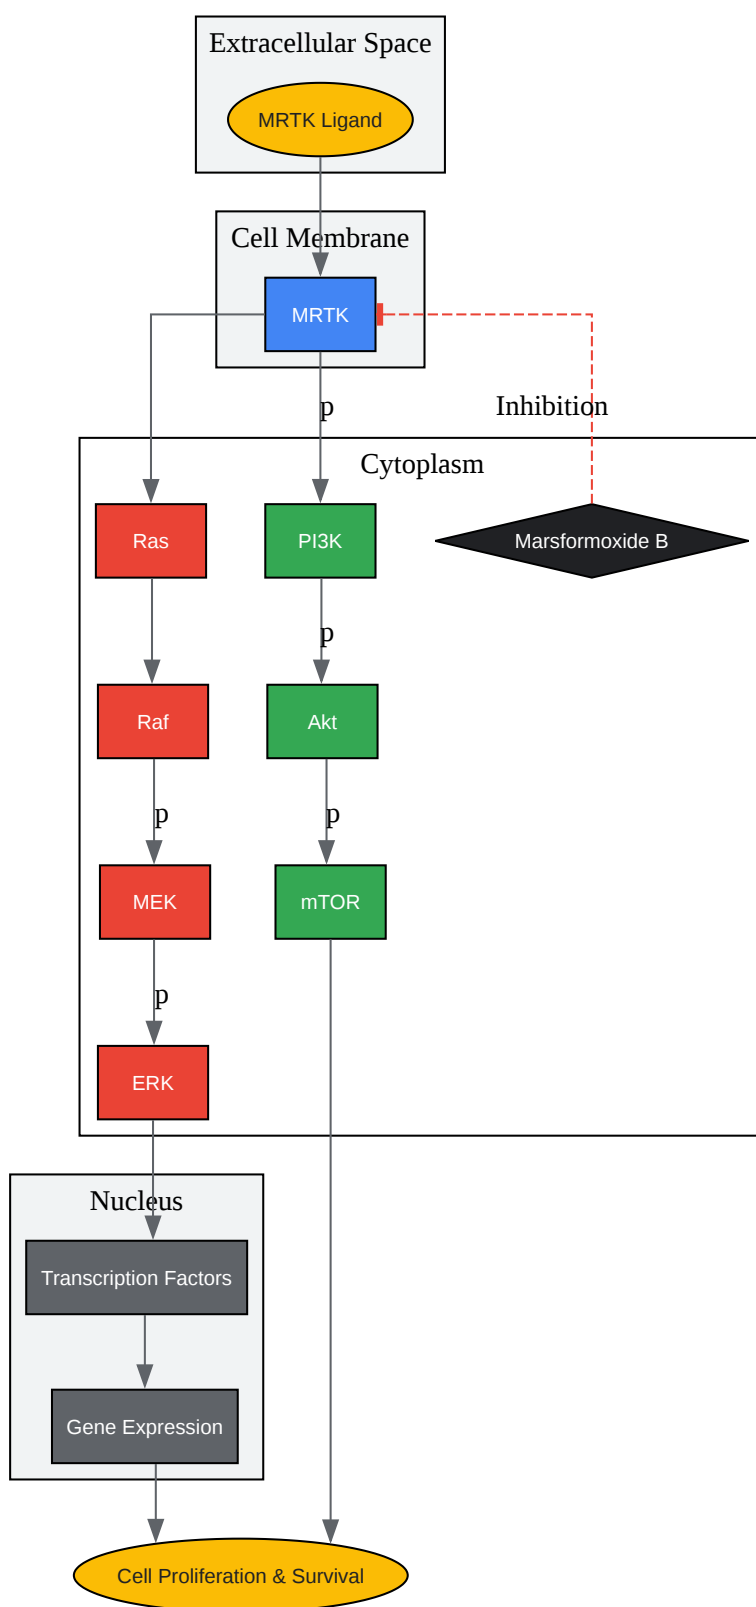 Extracellular Space
MRTK Ligand
Cell Membrane
MRTK
p
Inhibition
Cytoplasm
Ras
PI3K
Marsformoxide B
p
Raf
Akt
p
p
MEK
mTOR
p
ERK
Nucleus
Transcription Factors
Gene Expression
Cell Proliferation & Survival